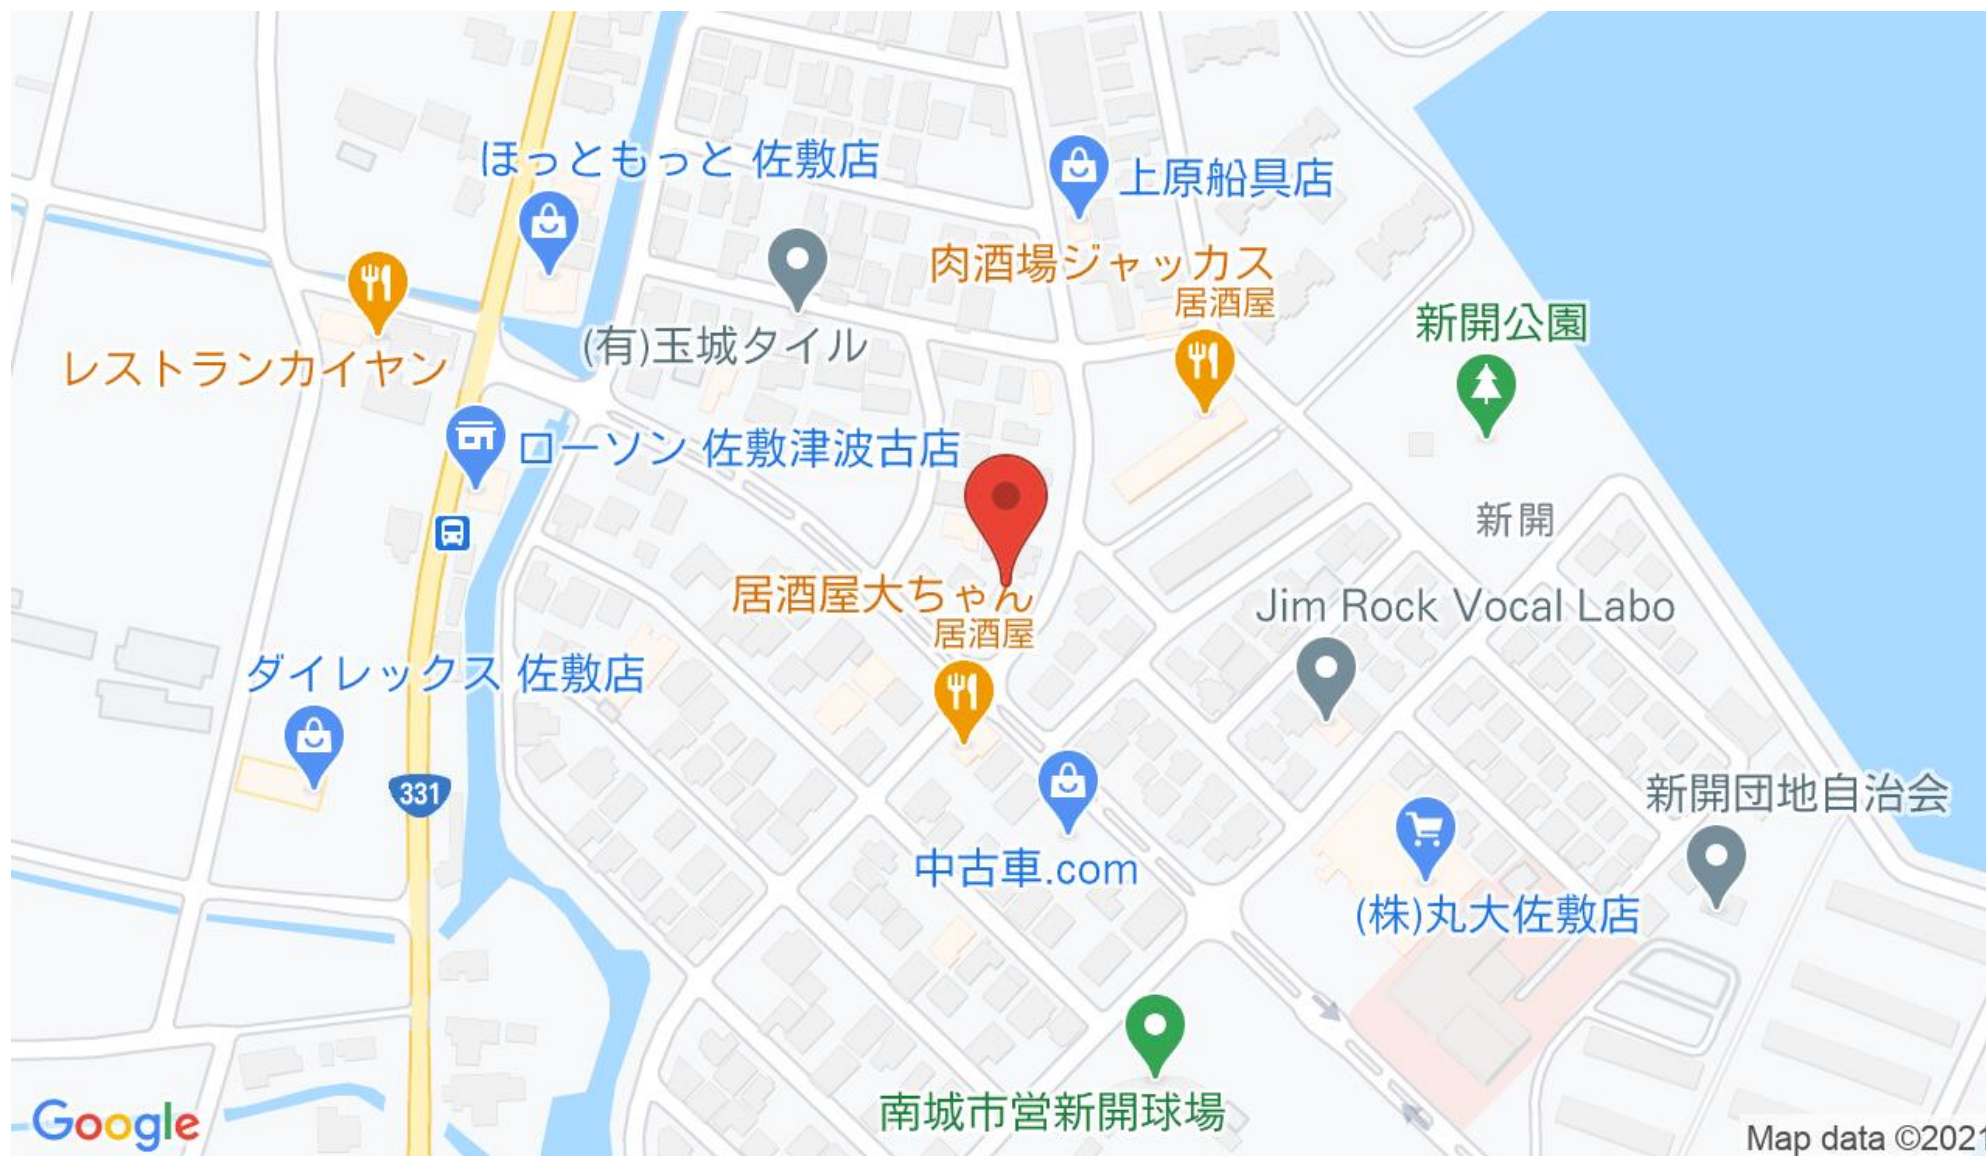 ほっともっと 佐敷店
上原船具店
肉酒場ジャッカス
居酒屋
新開公園
(有)玉城タイル
レストランカイヤン
ローソン 佐敷津波古店
新開
居酒屋大ちゃん
居酒屋
Jim Rock Vocal Labo
ダイレックス 佐敷店
331
新開団地自治会
中古車.com
(株)丸大佐敷店
南城市営新開球場
Google
Map data ©2021